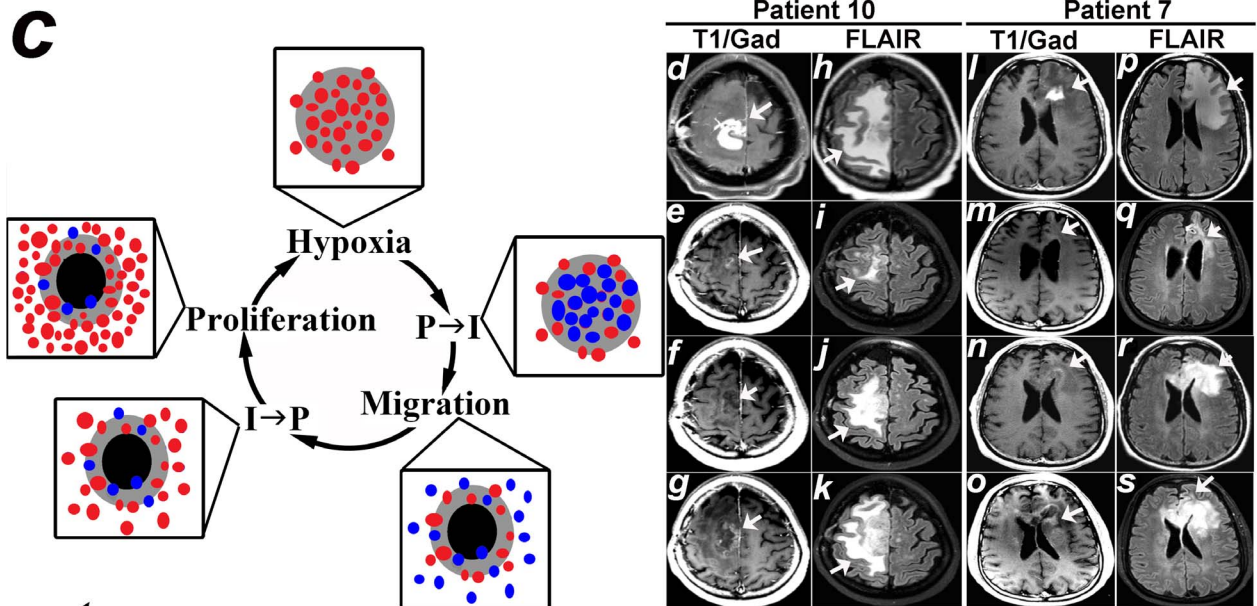 c
Hypoxia
P→I
Migration
I→P
Proliferation
Patient 10 Patient 7
T1/Gad FLAIR T1/Gad FLAIR
d h l p
e i m q
f j n r
g k o s